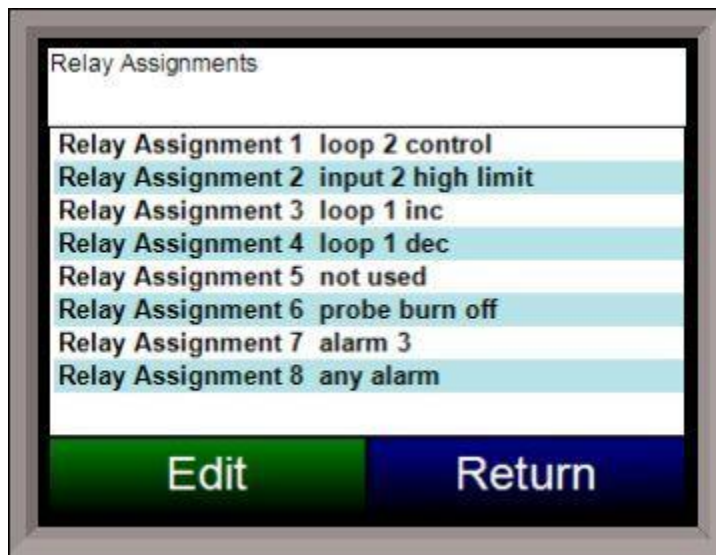 Relay Assignments
Relay Assignment 1 loop 2 control
Relay Assignment 2 input 2 high limit
Relay Assignment 3 loop 1 inc
Relay Assignment 4 loop 1 dec
Relay Assignment 5 not used
Relay Assignment 6 probe burn off
Relay Assignment 7 alarm 3
Relay Assignment 8 any alarm
Edit Return